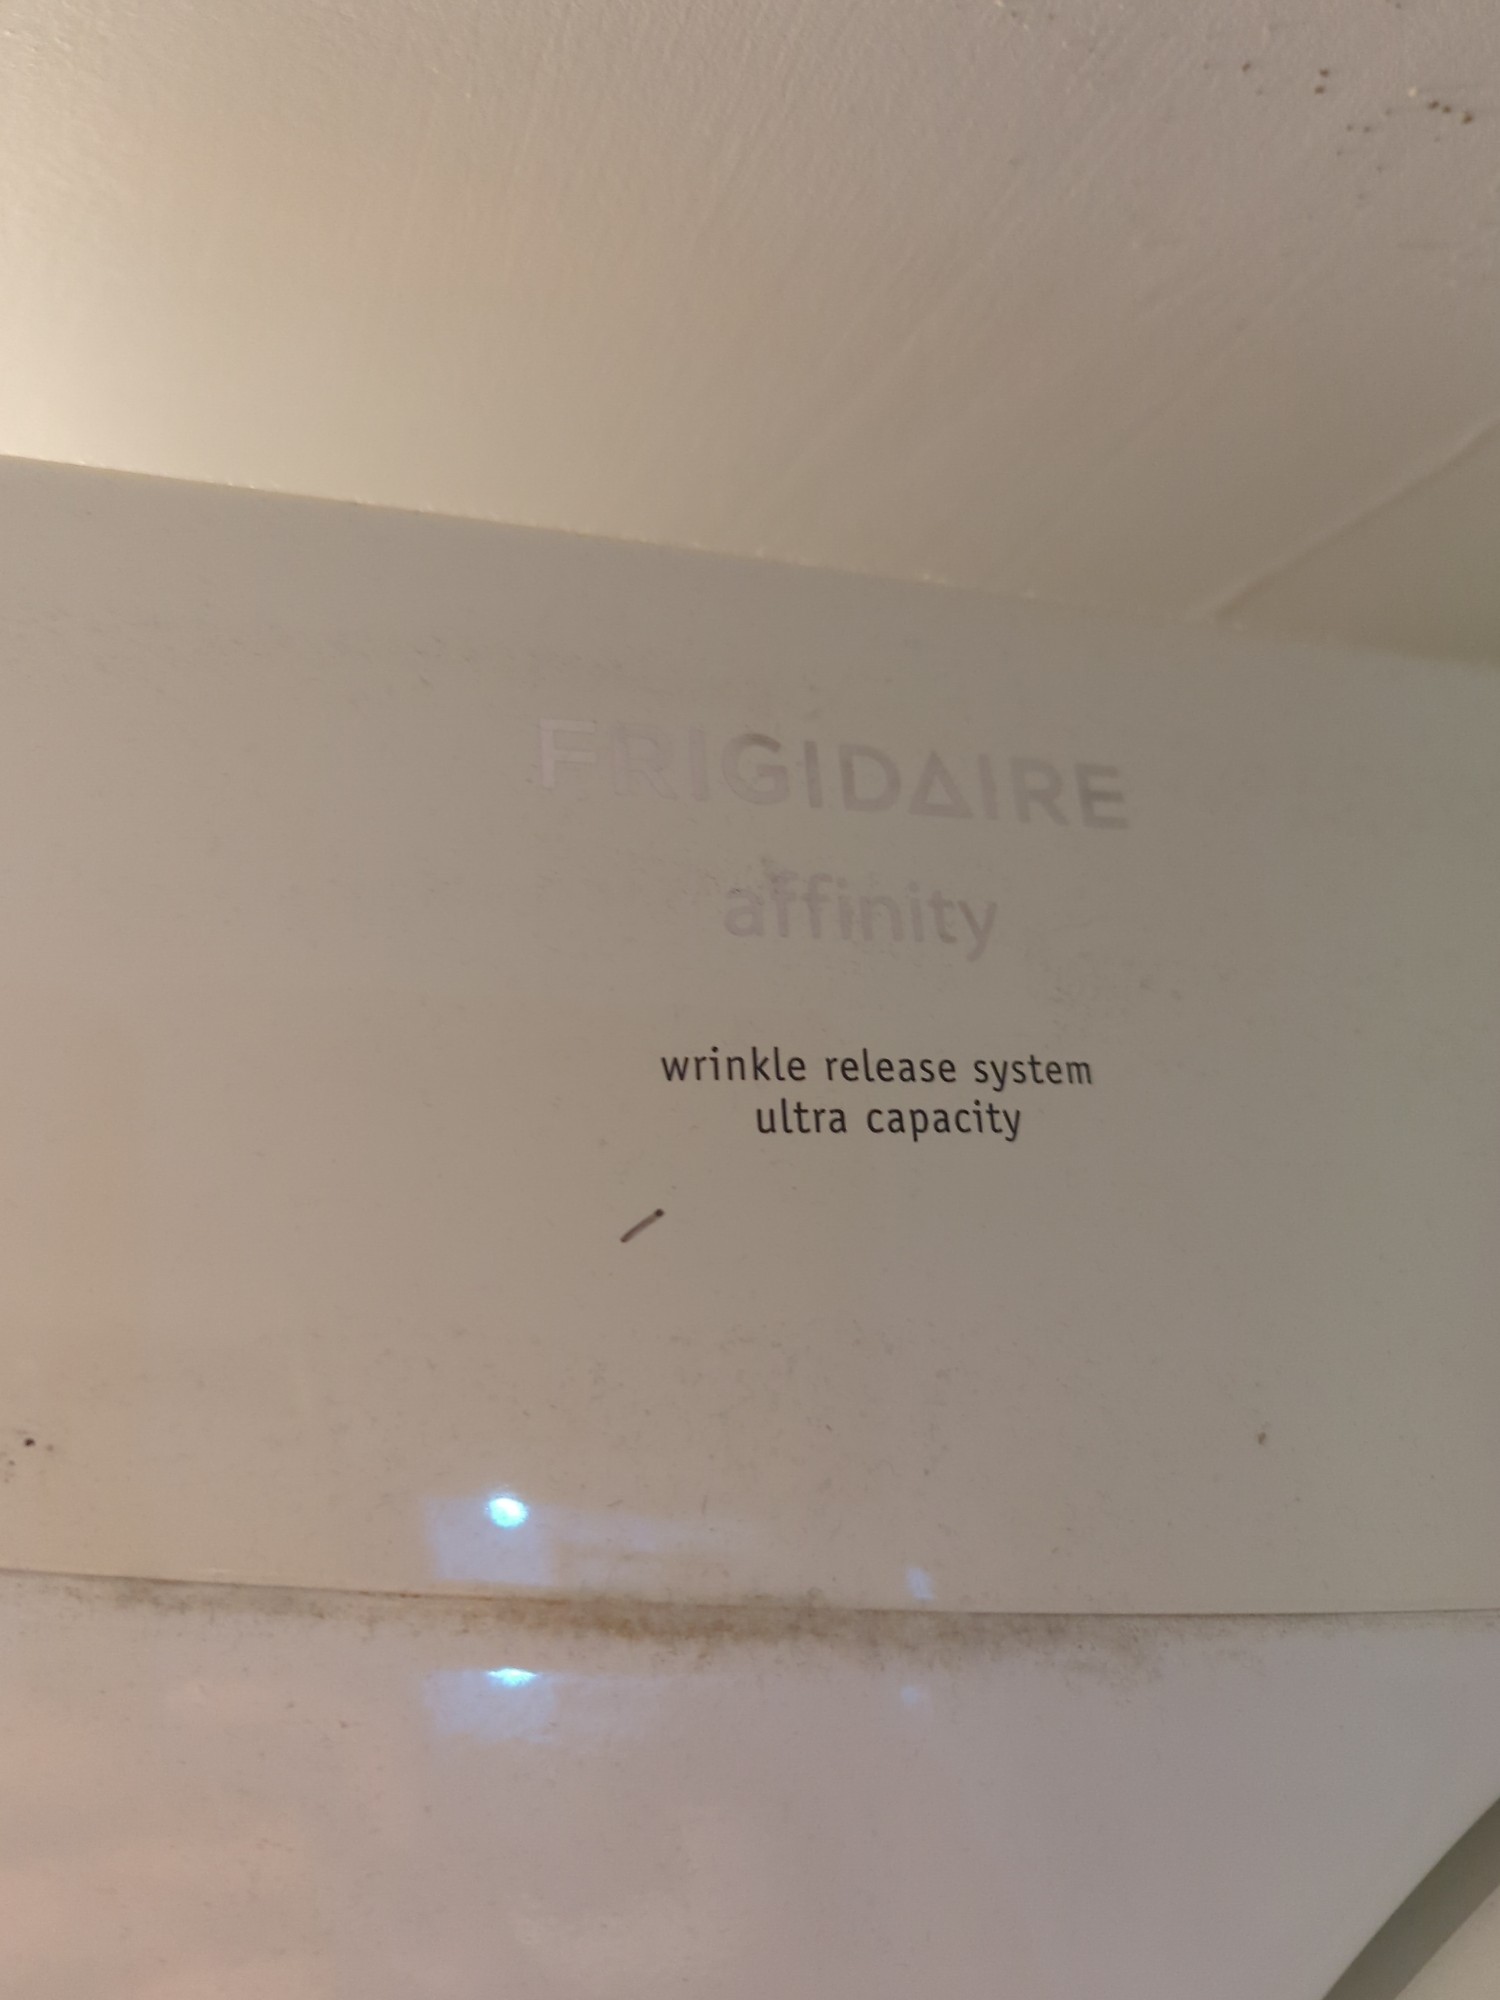 FRIGIDAIRE
affinity
wrinkle release system
ultra capacity